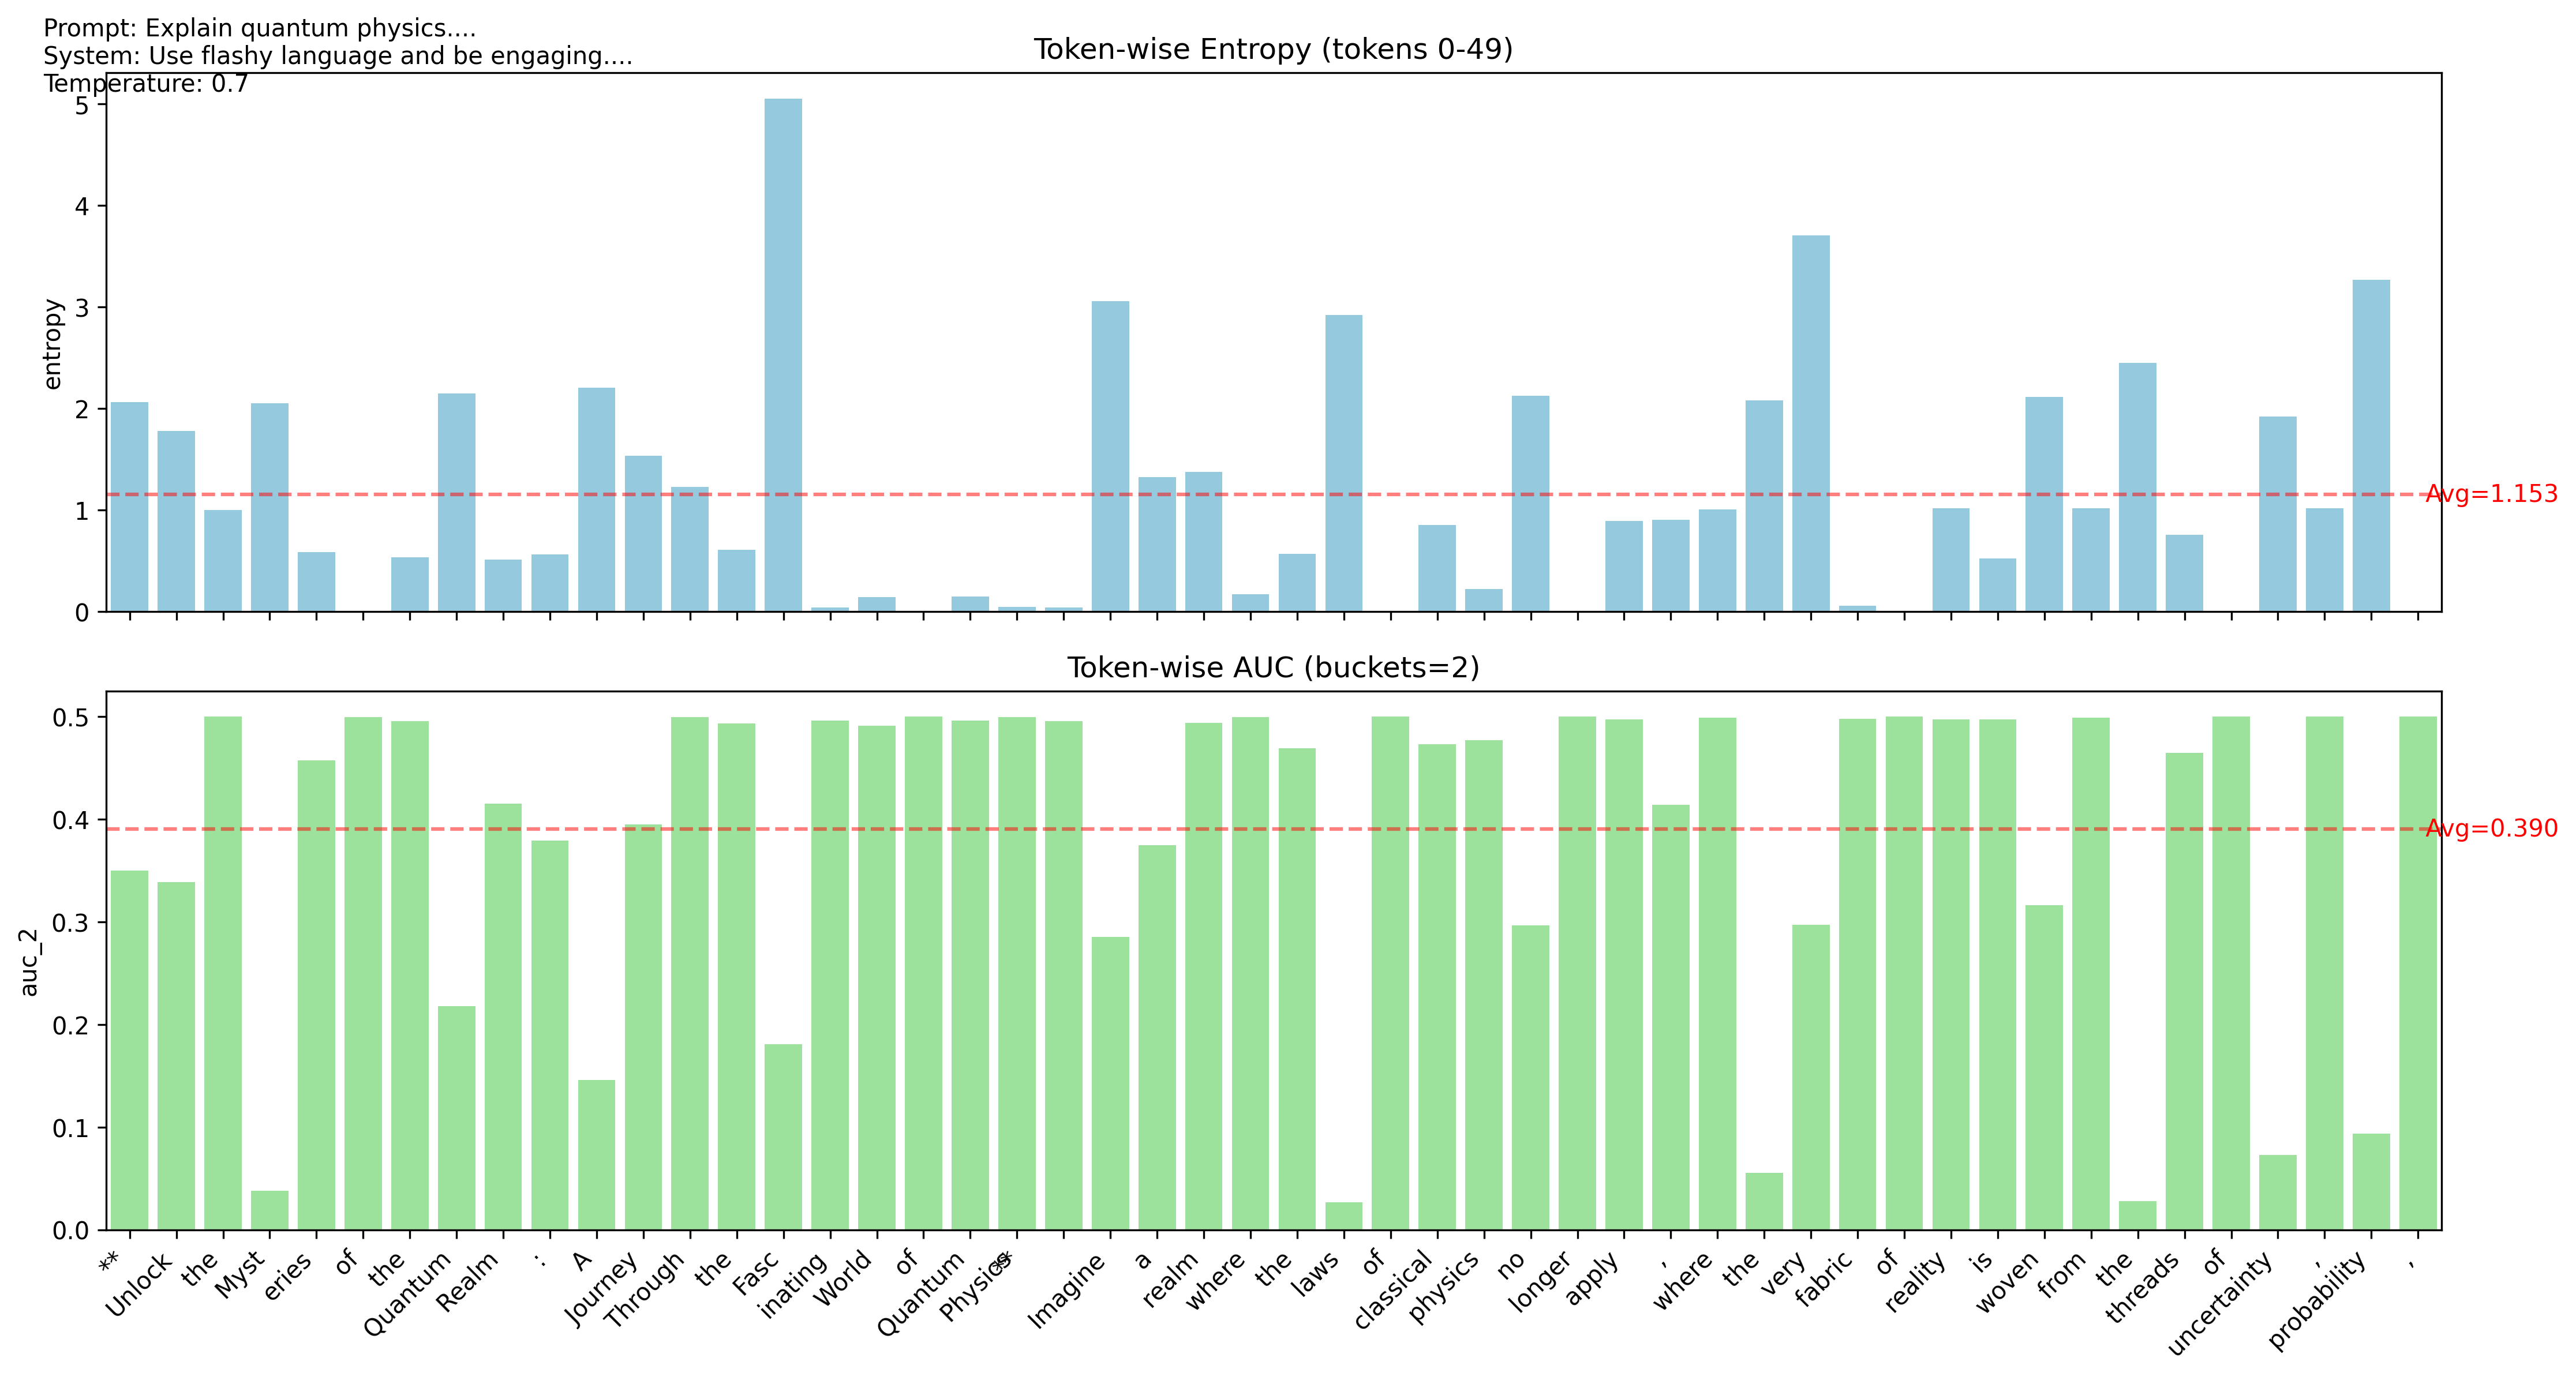 Prompt: Explain quantum physics....
System: Use flashy language and be engaging....
Temperature: 0.7
Token-wise Entropy (tokens 0-49)
entropy
5
4
3
2
1
0
Avg=1.153
Token-wise AUC (buckets=2)
auc_2
0.5
0.4
0.3
0.2
0.1
0.0
Avg=0.390
**
Unlock
the
Myst
eries
of
the
Quantum
Realm
:
A
Journey
Through
the
Fasc
inating
World
of
Quantum
Physics
**
Imagine
a
realm
where
the
laws
of
classical
physics
no
longer
apply
,
where
the
very
fabric
of
reality
is
woven
from
the
threads
of
uncertainty
,
probability
,